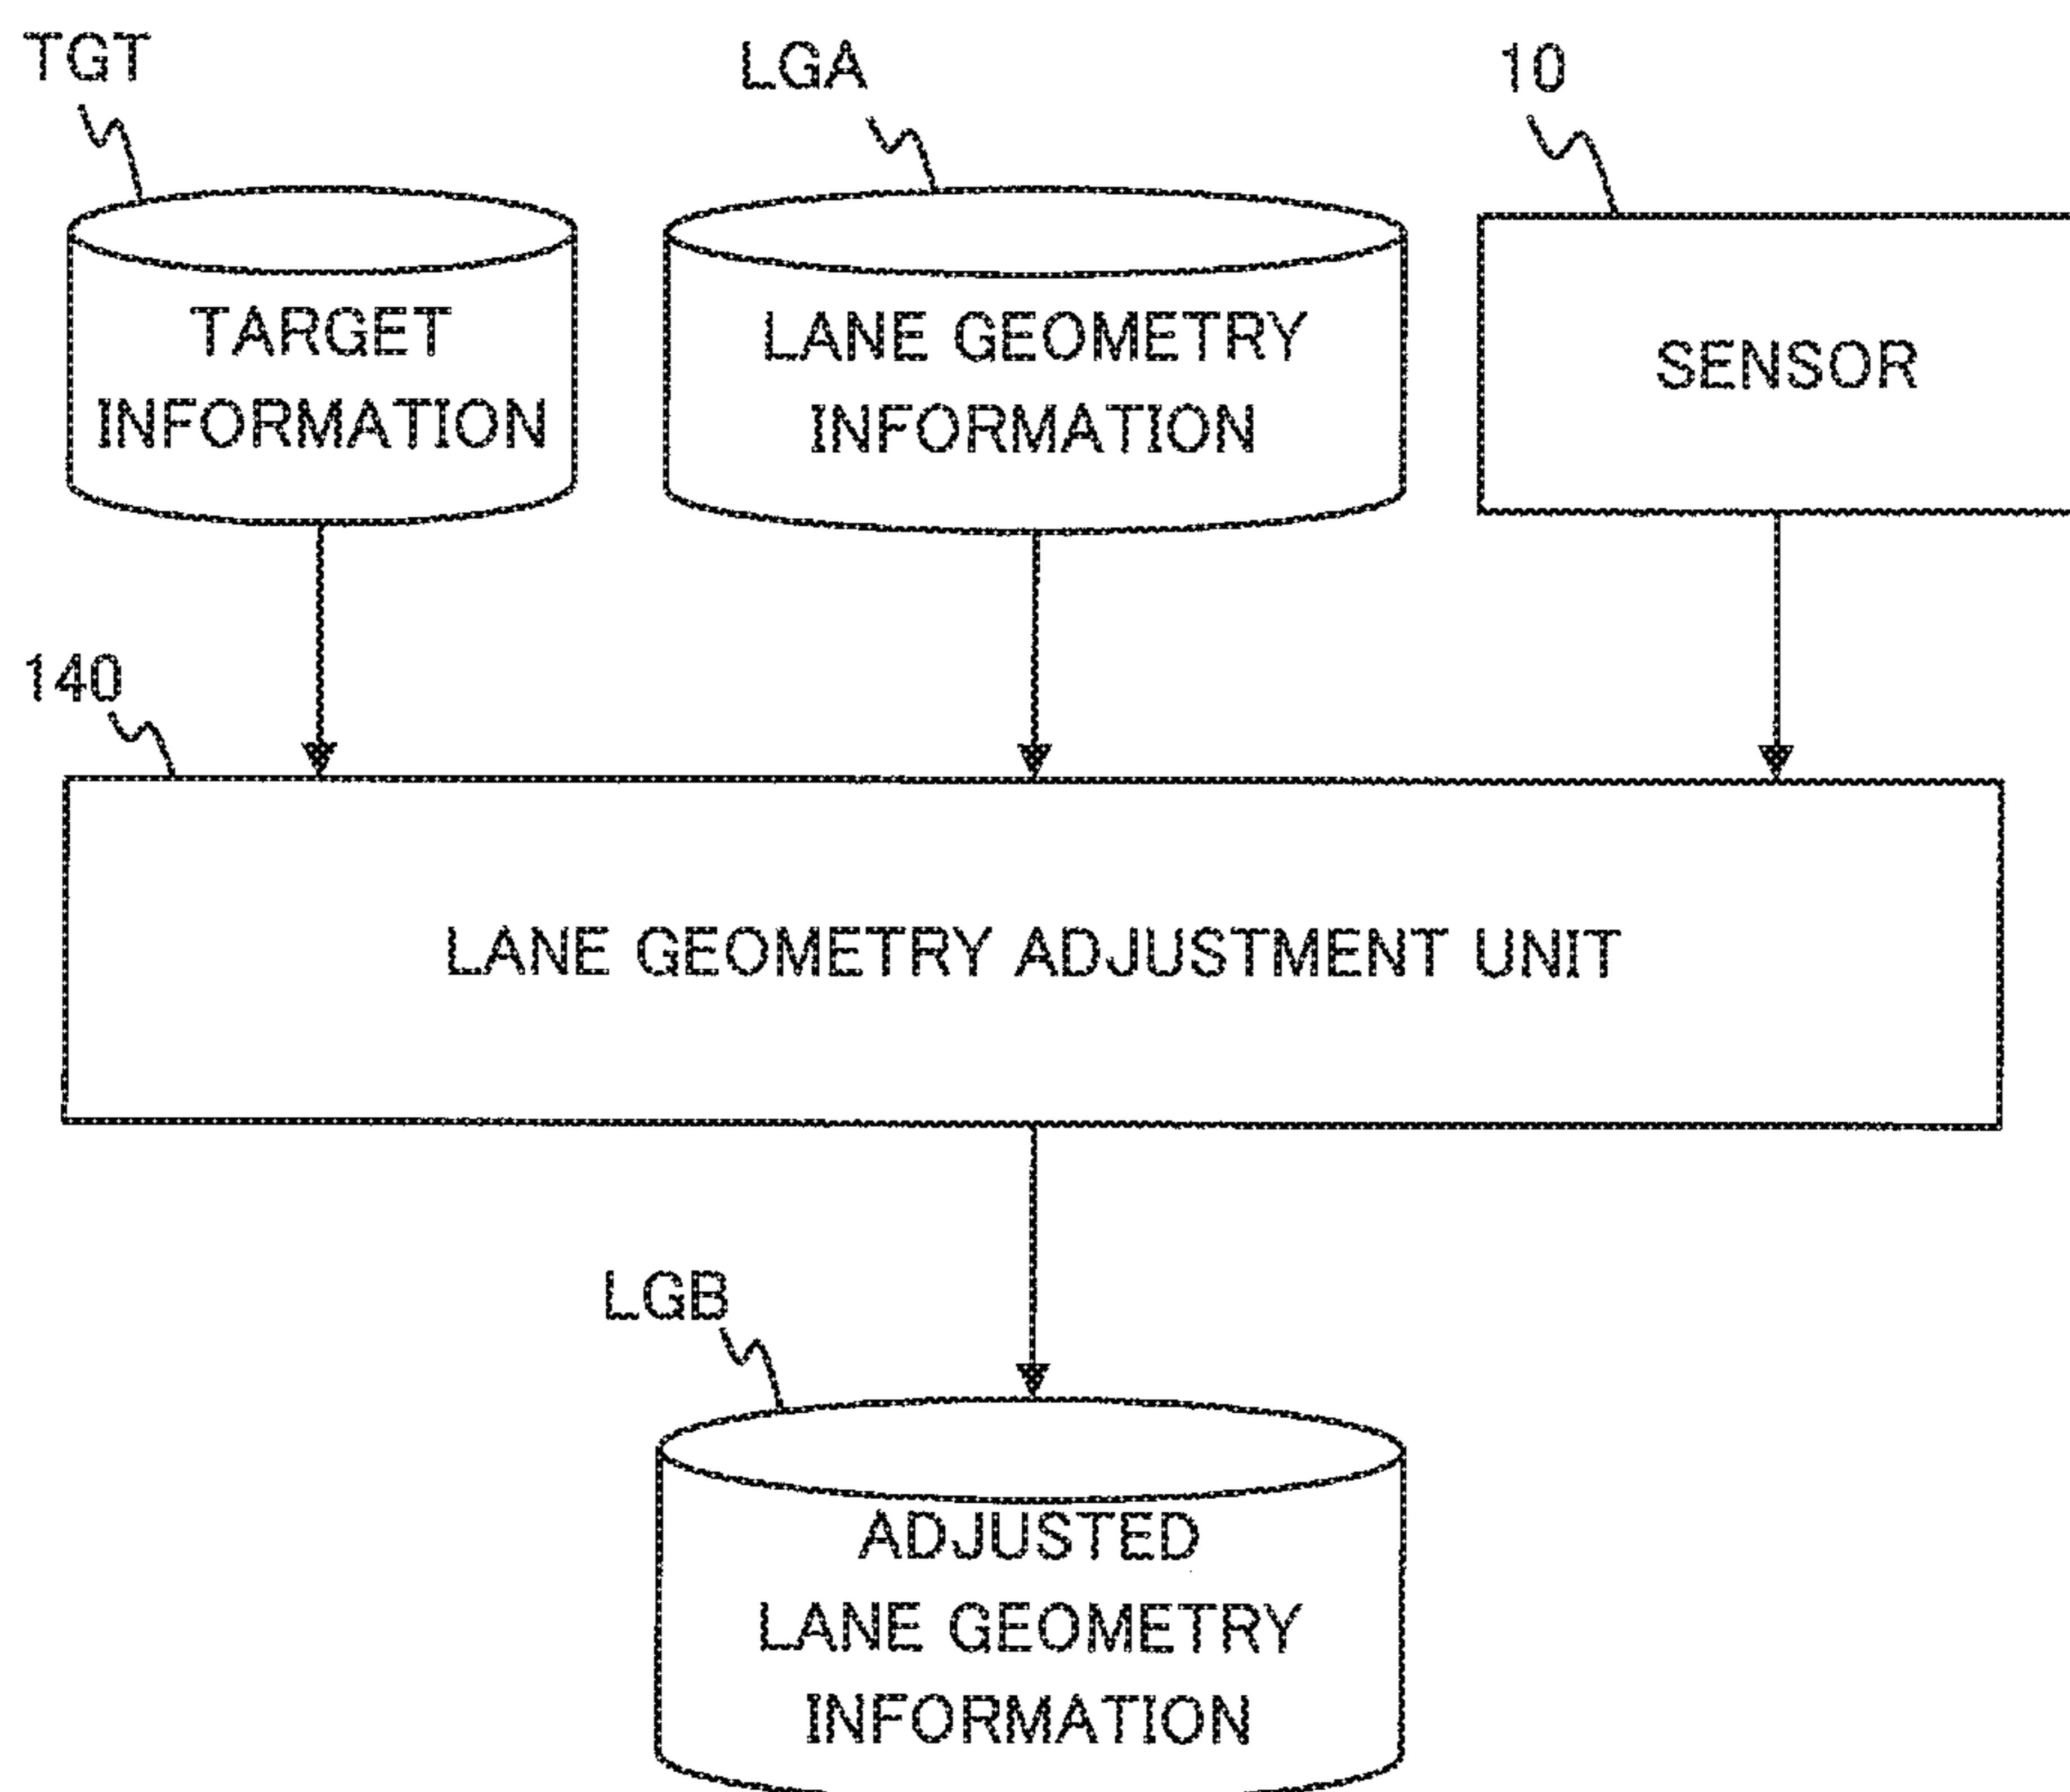 TGT
LGA
10
TARGET
INFORMATION
LANE GEOMETRY
INFORMATION
SENSOR
140
LANE GEOMETRY ADJUSTMENT UNIT
LGB
ADJUSTED
LANE GEOMETRY
INFORMATION